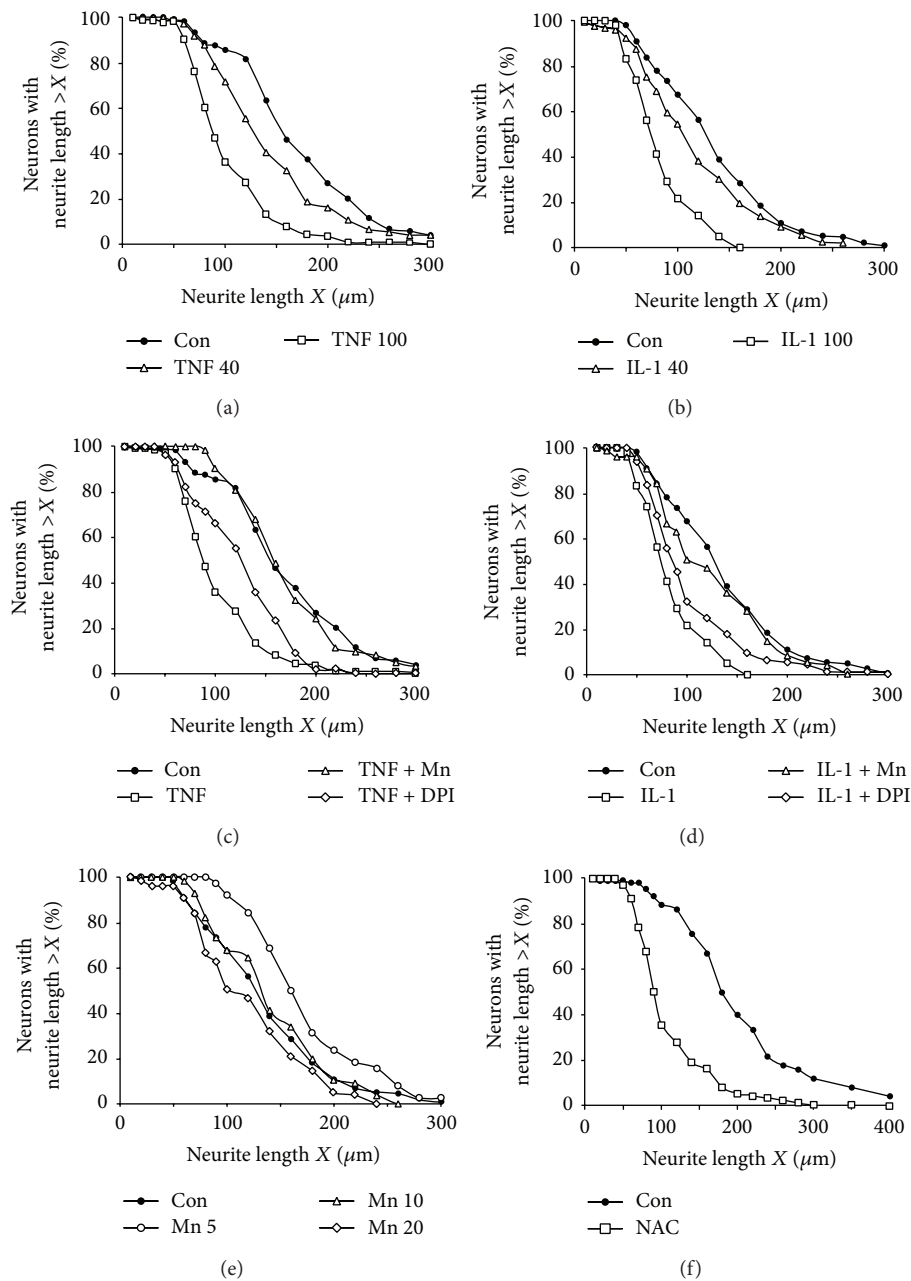 Neurons with
neurite length >X (%)
100
80
60
40
20
0
0 100 200 300
Neurite length X (μm)
Con TNF 100
TNF 40
(a)
Neurons with
neurite length >X (%)
100
80
60
40
20
0
0 100 200 300
Neurite length X (μm)
Con IL-1 100
IL-1 40
(b)
Neurons with
neurite length >X (%)
100
80
60
40
20
0
0 100 200 300
Neurite length X (μm)
Con TNF + Mn
TNF TNF + DPI
(c)
Neurons with
neurite length >X (%)
100
80
60
40
20
0
0 100 200 300
Neurite length X (μm)
Con IL-1 + Mn
IL-1 IL-1 + DPI
(d)
Neurons with
neurite length >X (%)
100
80
60
40
20
0
0 100 200 300
Neurite length X (μm)
Con Mn 10
Mn 5 Mn 20
(e)
Neurons with
neurite length >X (%)
100
80
60
40
20
0
0 100 200 300 400
Neurite length X (μm)
Con
NAC
(f)